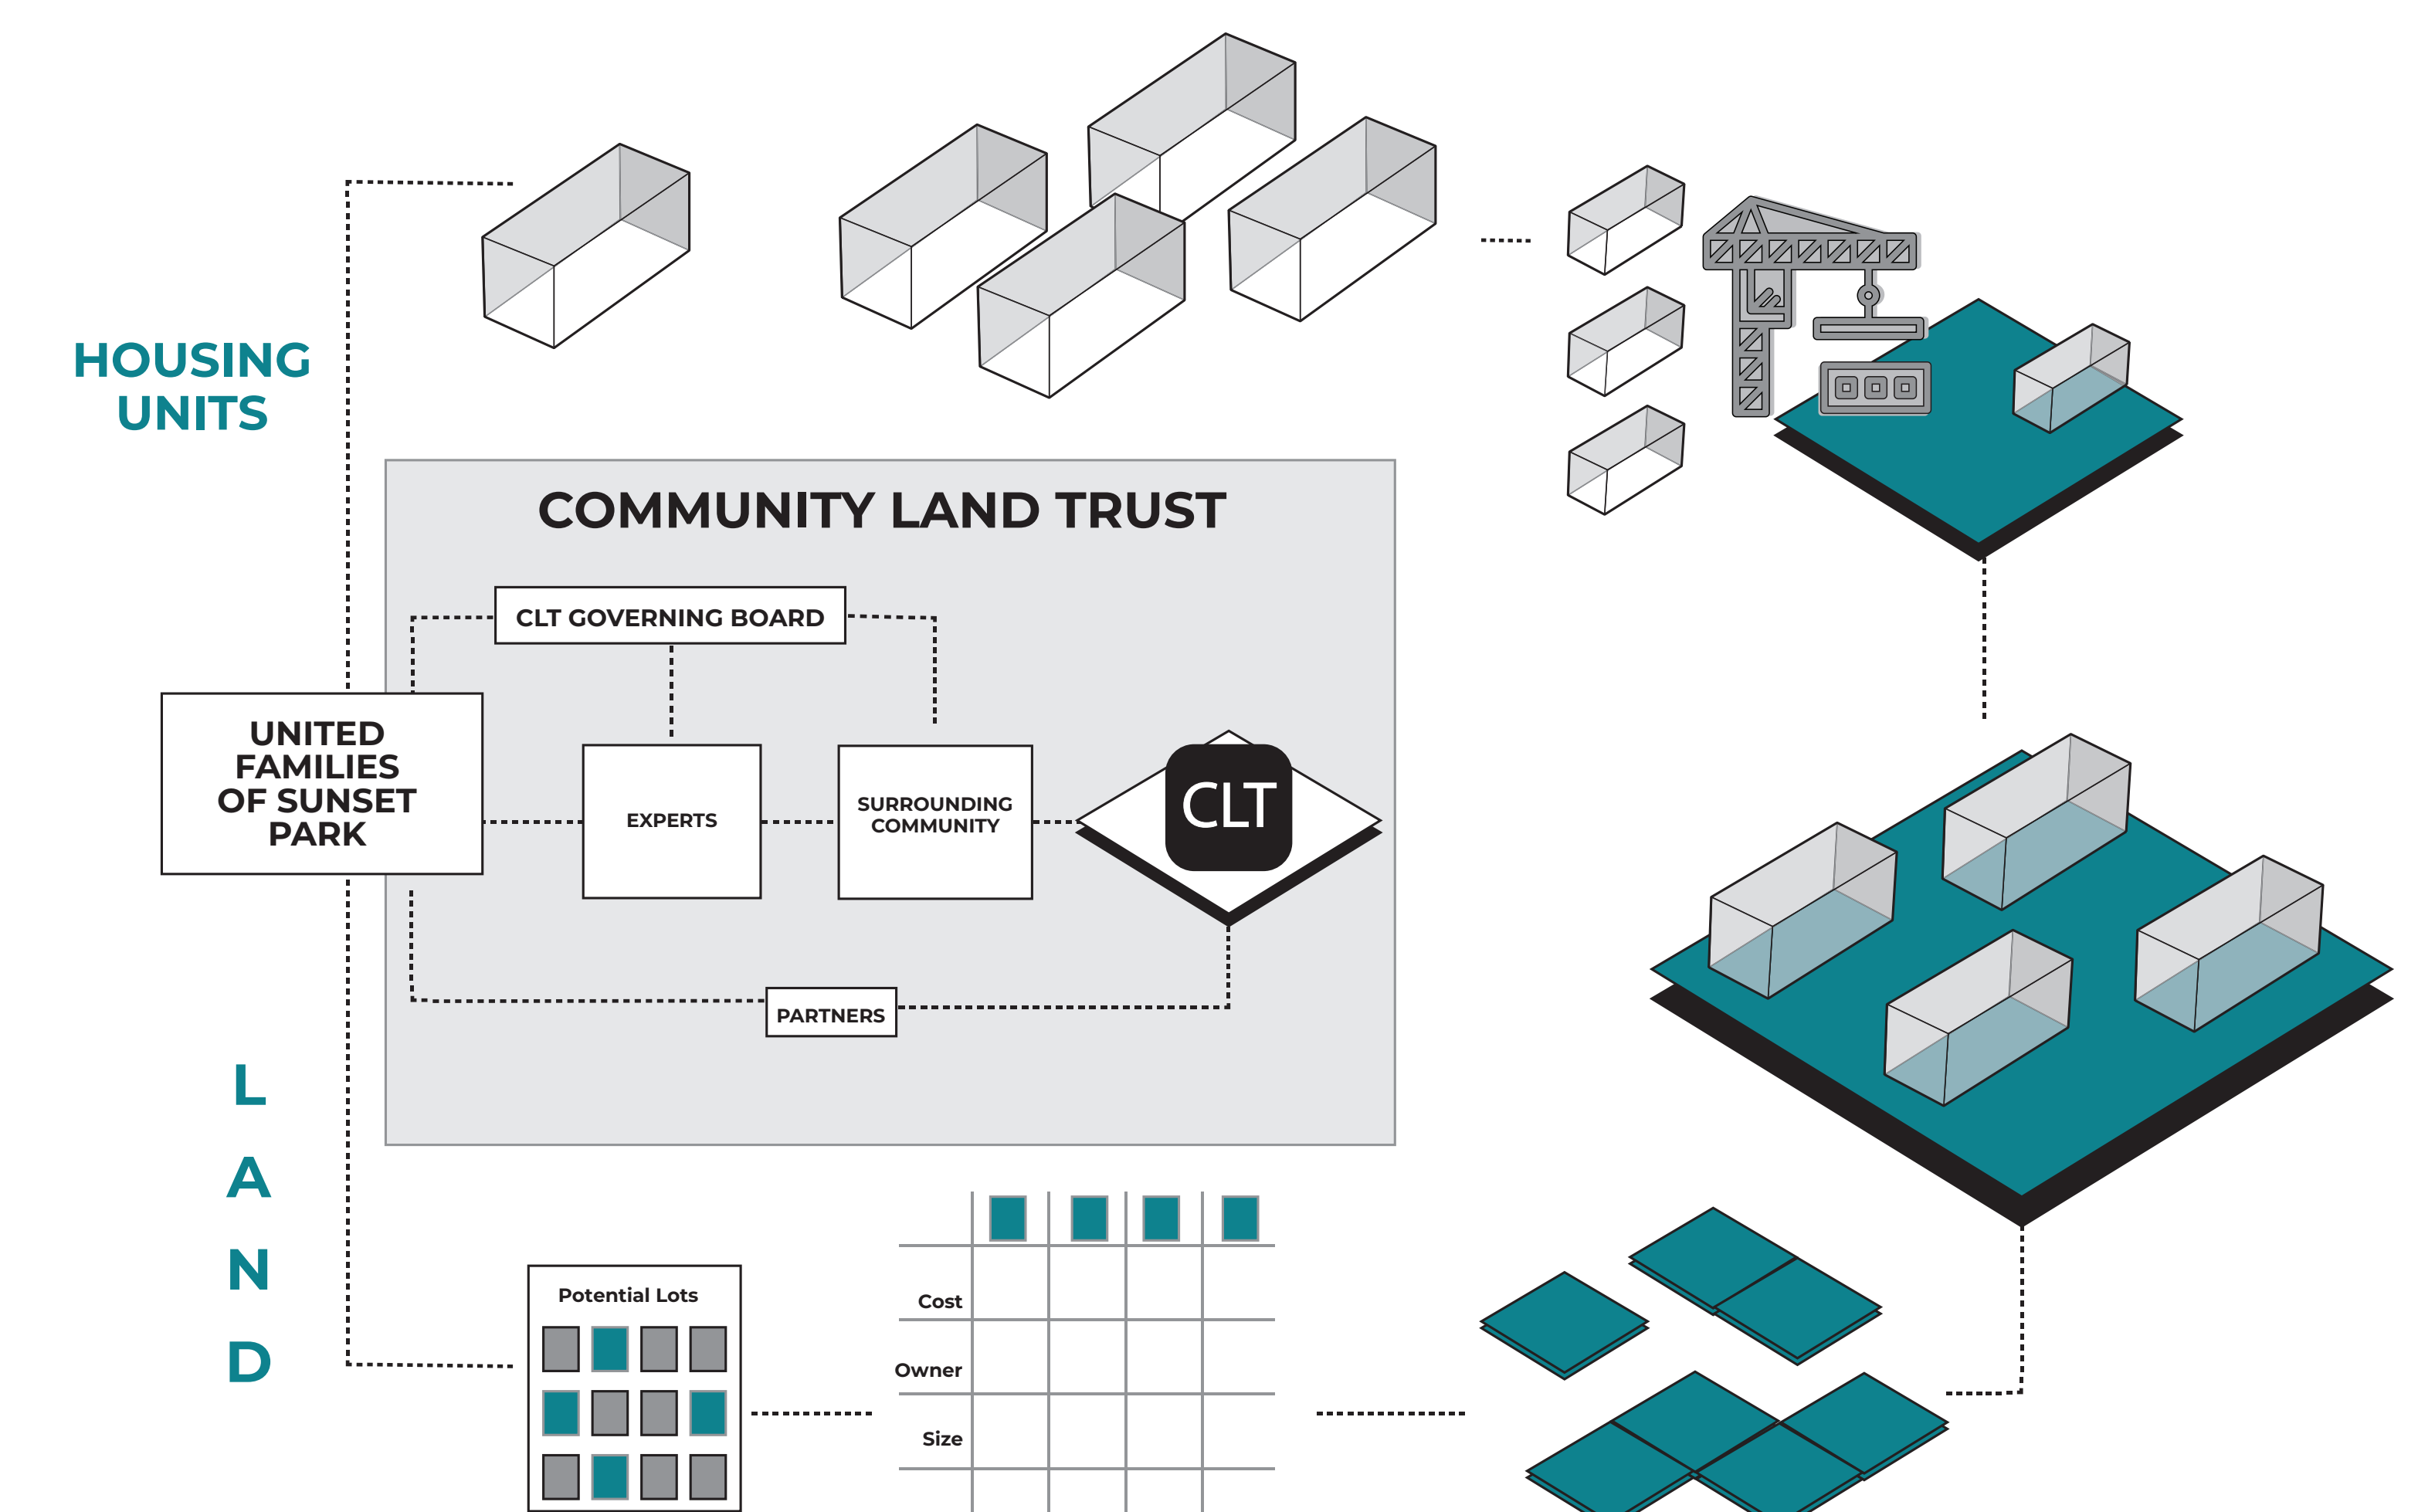 HOUSING
UNITS
COMMUNITY LAND TRUST
CLT GOVERNING BOARD
UNITED
FAMILIES
OF SUNSET
PARK
EXPERTS
SURROUNDING
COMMUNITY
CLT
PARTNERS
L
A
N
D
Potential Lots
Cost
Owner
Size